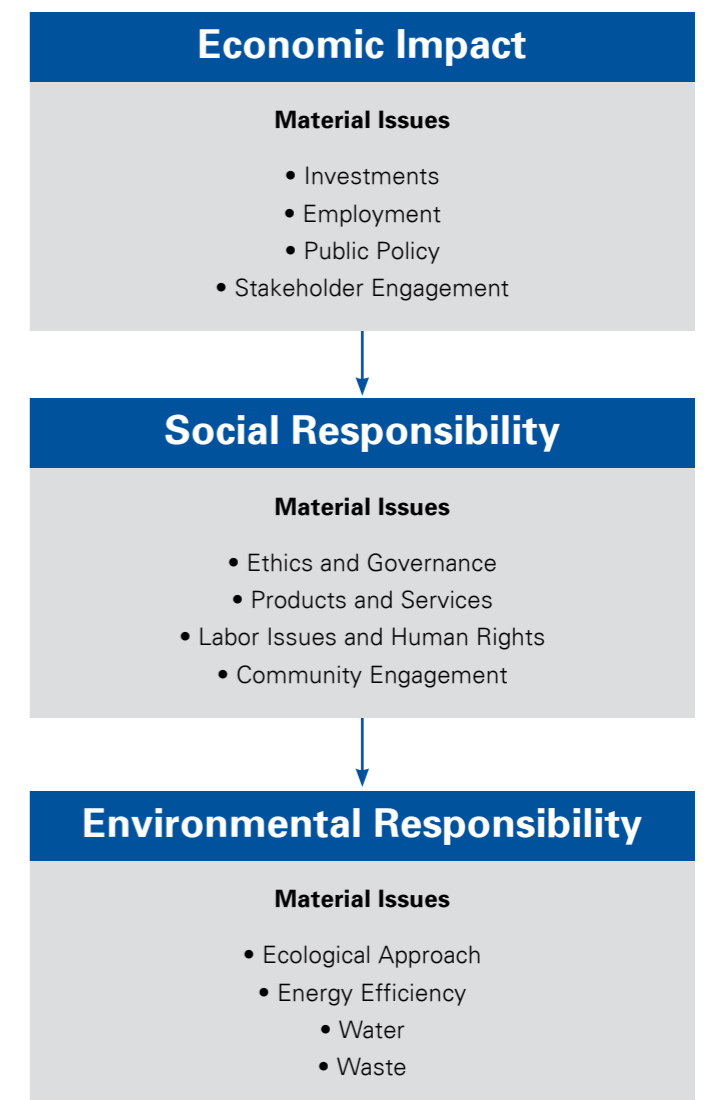 Economic Impact
Material Issues
• Investments
• Employment
• Public Policy
• Stakeholder Engagement
Social Responsibility
Material Issues
• Ethics and Governance
• Products and Services
• Labor Issues and Human Rights
• Community Engagement
Environmental Responsibility
Material Issues
• Ecological Approach
• Energy Efficiency
• Water
• Waste